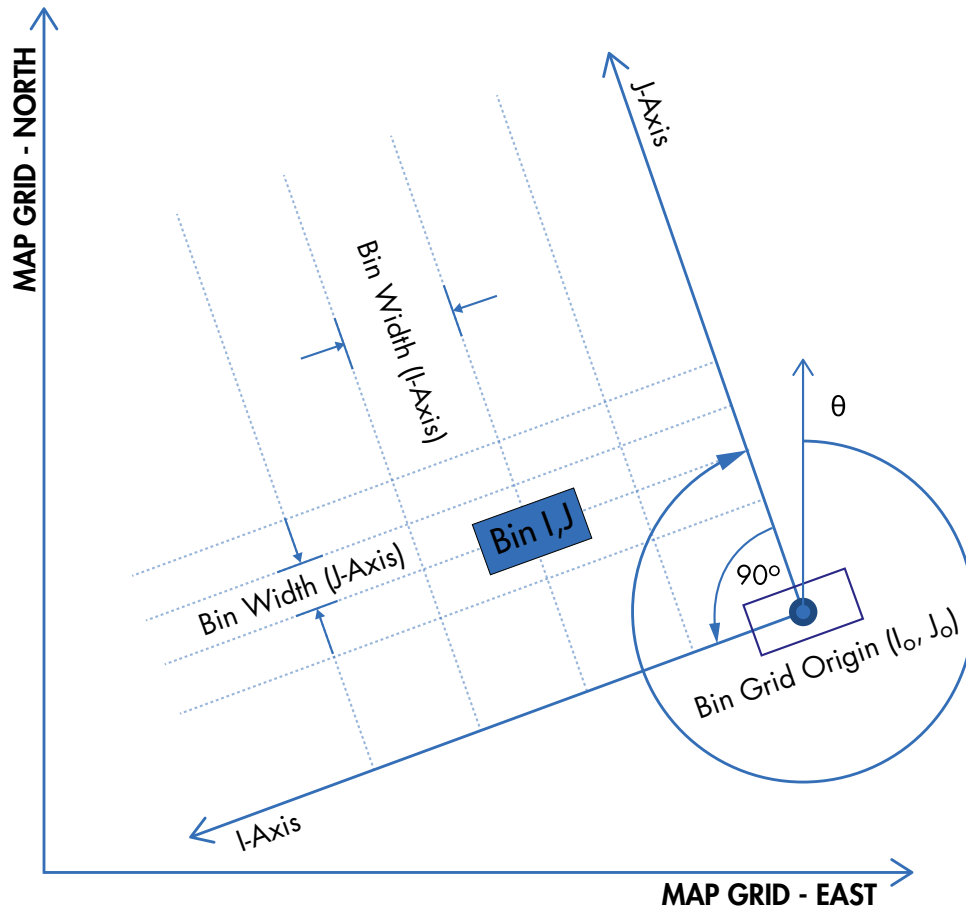 MAP GRID - NORTH
J-Axis
Bin Width (I-Axis)
θ
Bin I,J
90°
Bin Width (J-Axis)
Bin Grid Origin (Iₒ, Jₒ)
I-Axis
MAP GRID - EAST